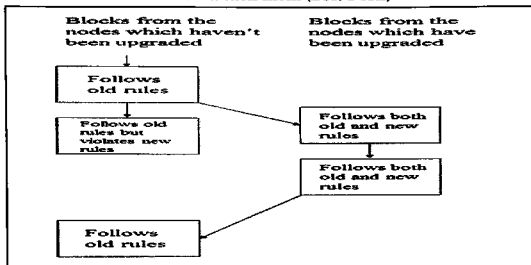 Blocks from the
nodes which haven't
been upgraded
Blocks from the
nodes which have
been upgraded
Follows
old rules
Follows old
rules but
violates new
rules
Follows both
old and new
rules
Follows both
old and new
rules
Follows
old rules